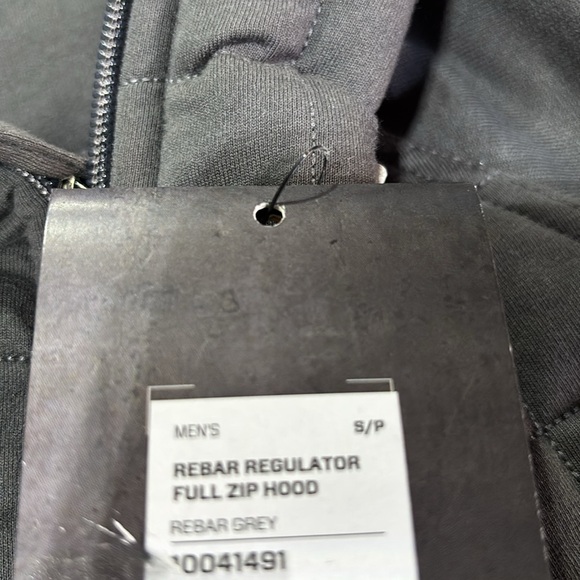 MEN'S S/P
REBAR REGULATOR
FULL ZIP HOOD
REBAR GREY
10041491